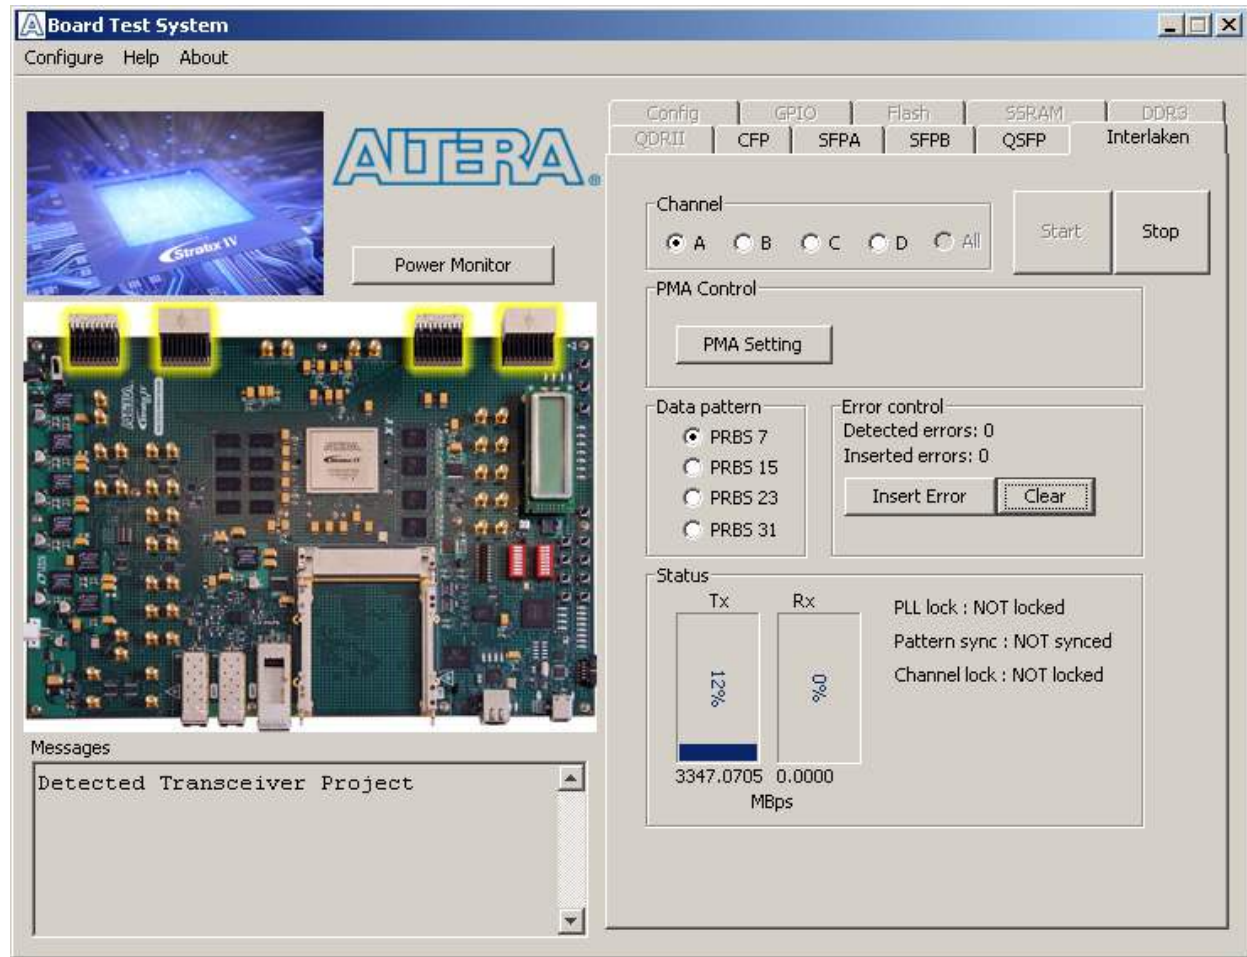 Board Test System
Configure Help About
Config GPIO Flash SSRAM DDR3
QDRII CFP SFPA SFPB QSFP Interlaken
ALTERA®
Stratix IV
Power Monitor
Channel
A B C D All
Start Stop
PMA Control
PMA Setting
Data pattern
PRBS 7
PRBS 15
PRBS 23
PRBS 31
Error control
Detected errors: 0
Inserted errors: 0
Insert Error Clear
Status
Tx Rx
12% 0%
3347.0705 0.0000
MBps
PLL lock : NOT locked
Pattern sync : NOT synced
Channel lock : NOT locked
Messages
Detected Transceiver Project